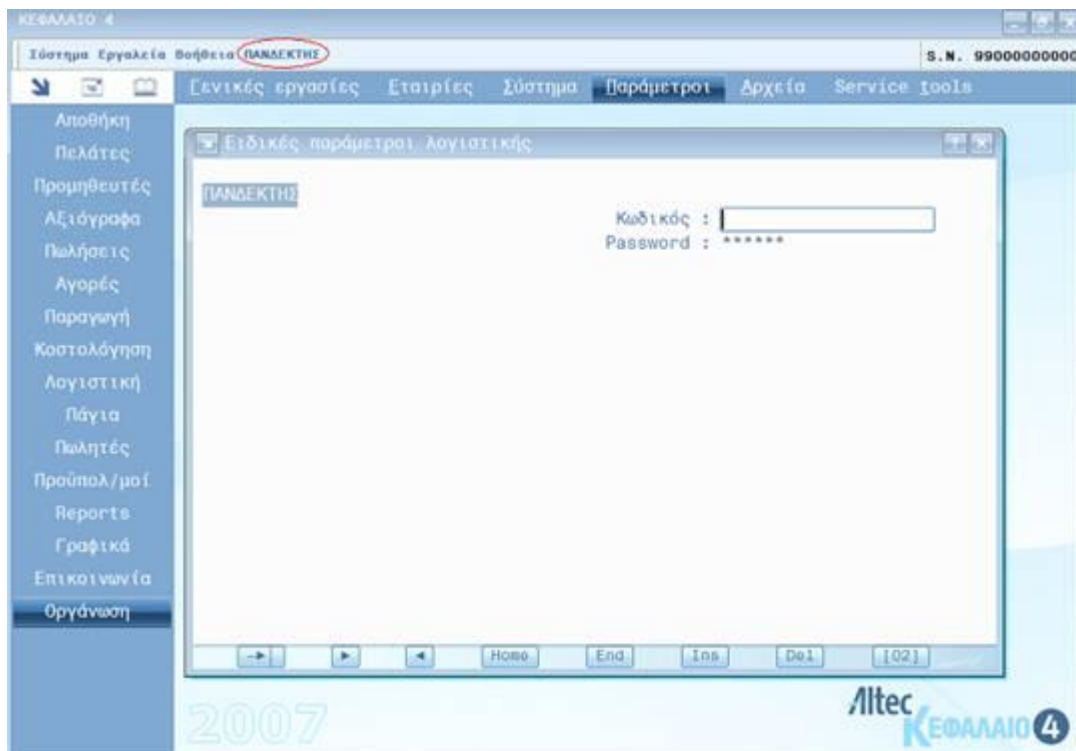 ΚΕΦΑΛΑΙΟ 4
Σύστημα Εργαλεία Βοήθεια ΠΑΝΔΕΚΤΗΣ
S.N. 99000000000
Γενικές εργασίες Εταιρίες Σύστημα Παράμετροι Αρχεία Service tools
Αποθήκη
Πελάτες
Προμηθευτές
Αξιόγραφα
Πωλήσεις
Αγορές
Παραγωγή
Κοστολόγηση
Λογιστική
Πάγια
Πωλητές
Προϋπολ/μοί
Reports
Γραφικά
Επικοινωνία
Οργάνωση
Ειδικές παράμετροι λογιστικής
ΠΑΝΔΕΚΤΗΣ
Κωδικός :
Password : ******
Home End Ins Del [02]
2007
Altec
ΚΕΦΑΛΑΙΟ 4